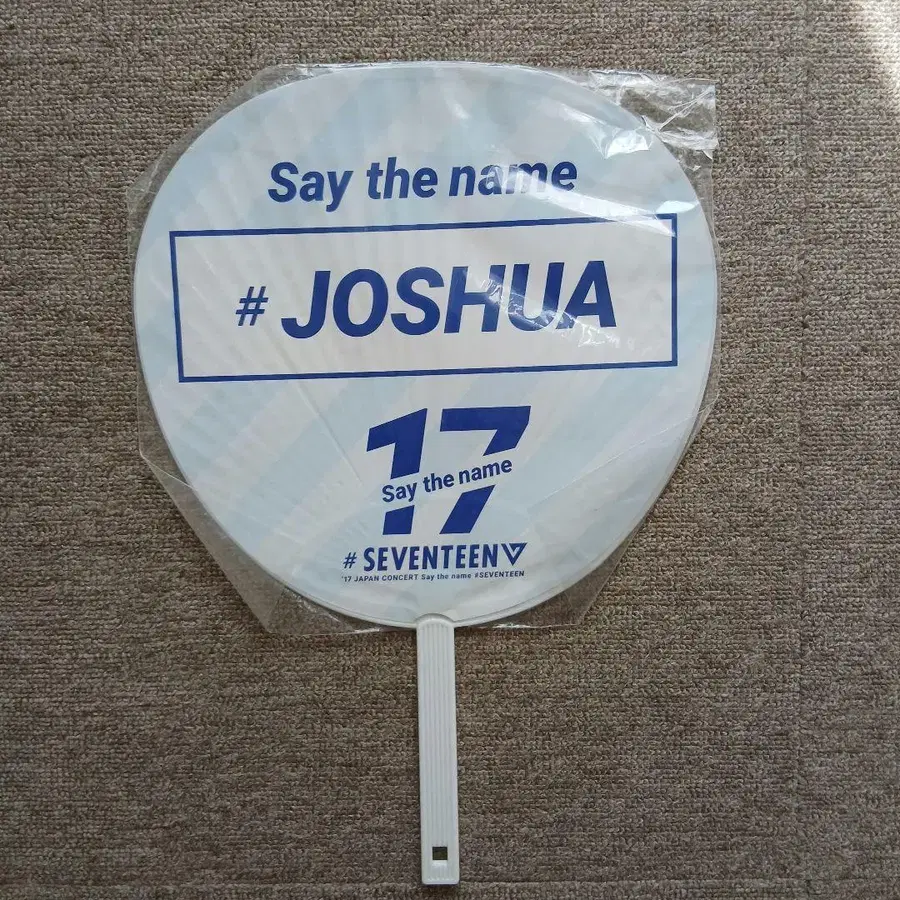 Say the name
# JOSHUA
17
Say the name
# SEVENTEEN
'17 JAPAN CONCERT Say the name #SEVENTEEN